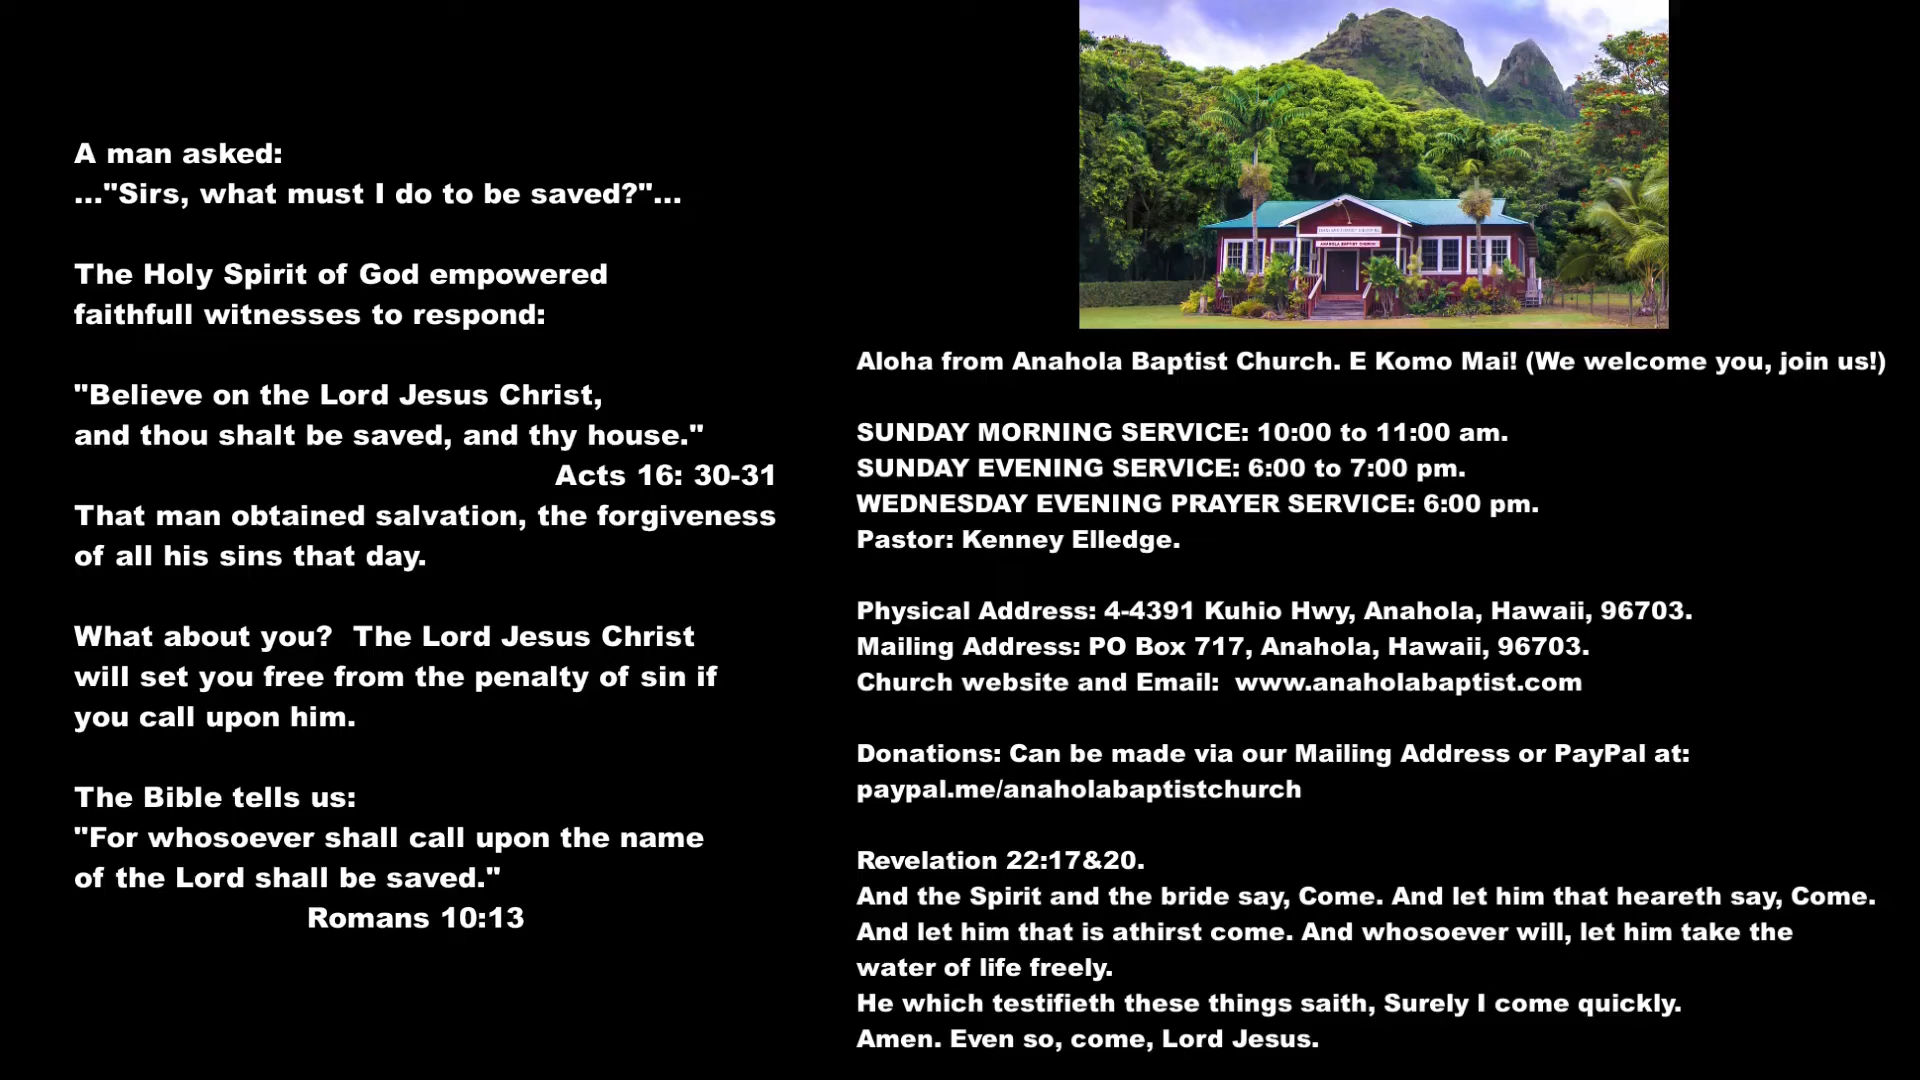 A man asked:
..."Sirs, what must I do to be saved?"...
The Holy Spirit of God empowered
faithfull witnesses to respond:
"Believe on the Lord Jesus Christ,
and thou shalt be saved, and thy house."
Acts 16: 30-31
That man obtained salvation, the forgiveness
of all his sins that day.
What about you?  The Lord Jesus Christ
will set you free from the penalty of sin if
you call upon him.
The Bible tells us:
"For whosoever shall call upon the name
of the Lord shall be saved."
Romans 10:13
ANAHOLA BAPTIST CHURCH
Aloha from Anahola Baptist Church. E Komo Mai! (We welcome you, join us!)
SUNDAY MORNING SERVICE: 10:00 to 11:00 am.
SUNDAY EVENING SERVICE: 6:00 to 7:00 pm.
WEDNESDAY EVENING PRAYER SERVICE: 6:00 pm.
Pastor: Kenney Elledge.
Physical Address: 4-4391 Kuhio Hwy, Anahola, Hawaii, 96703.
Mailing Address: PO Box 717, Anahola, Hawaii, 96703.
Church website and Email:  www.anaholabaptist.com
Donations: Can be made via our Mailing Address or PayPal at:
paypal.me/anaholabaptistchurch
Revelation 22:17&20.
And the Spirit and the bride say, Come. And let him that heareth say, Come.
And let him that is athirst come. And whosoever will, let him take the
water of life freely.
He which testifieth these things saith, Surely I come quickly.
Amen. Even so, come, Lord Jesus.